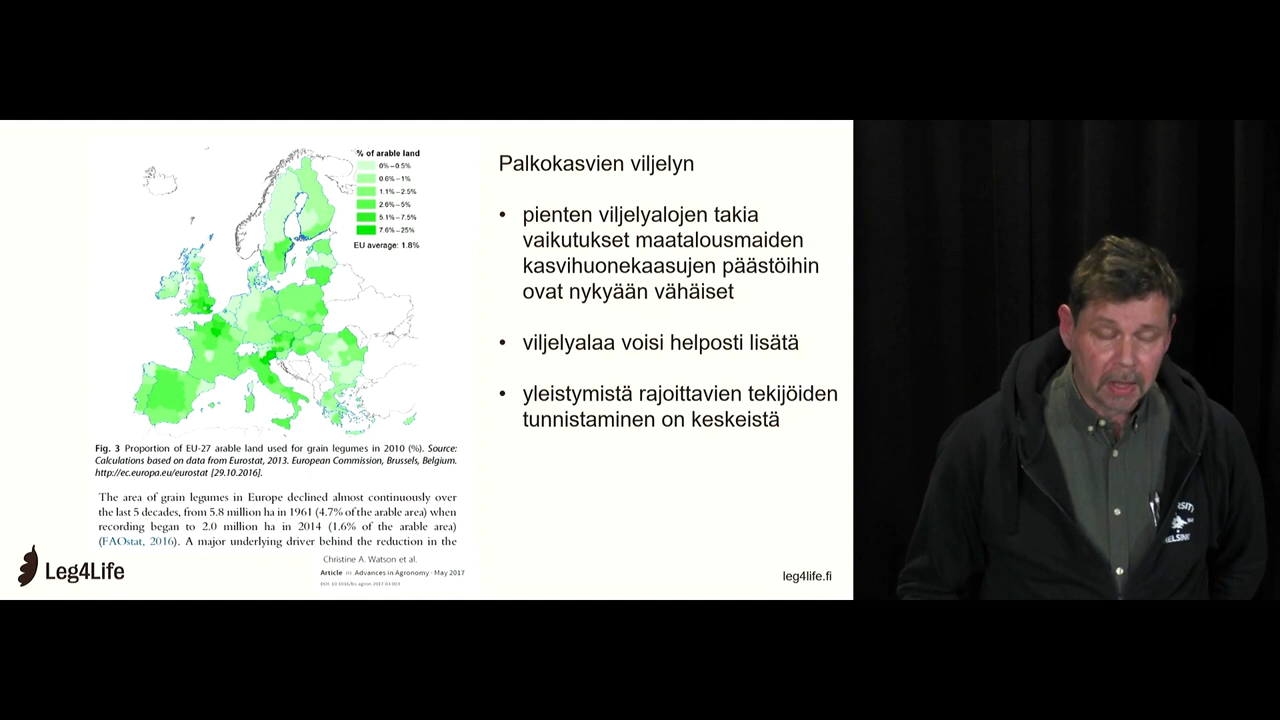 % of arable land
0%–0.5%
0.6%–1%
1.1%–2.5%
2.6%–5%
5.1%–7.5%
7.6%–25%
EU average: 1.8%
Fig. 3 Proportion of EU-27 arable land used for grain legumes in 2010 (%). Source:
Calculations based on data from Eurostat, 2013. European Commission, Brussels, Belgium.
http://ec.europa.eu/eurostat [29.10.2016].
The area of grain legumes in Europe declined almost continuously over
the last 5 decades, from 5.8 million ha in 1961 (4.7% of the arable area) when
recording began to 2.0 million ha in 2014 (1.6% of the arable area)
(FAOstat, 2016). A major underlying driver behind the reduction in the
Christine A. Watson et al.
Article in Advances in Agronomy · May 2017
Leg4Life
Palkokasvien viljelyn
• pienten viljelyalojen takia
vaikutukset maatalousmaiden
kasvihuonekaasujen päästöihin
ovat nykyään vähäiset
• viljelyalaa voisi helposti lisätä
• yleistymistä rajoittavien tekijöiden
tunnistaminen on keskeistä
leg4life.fi